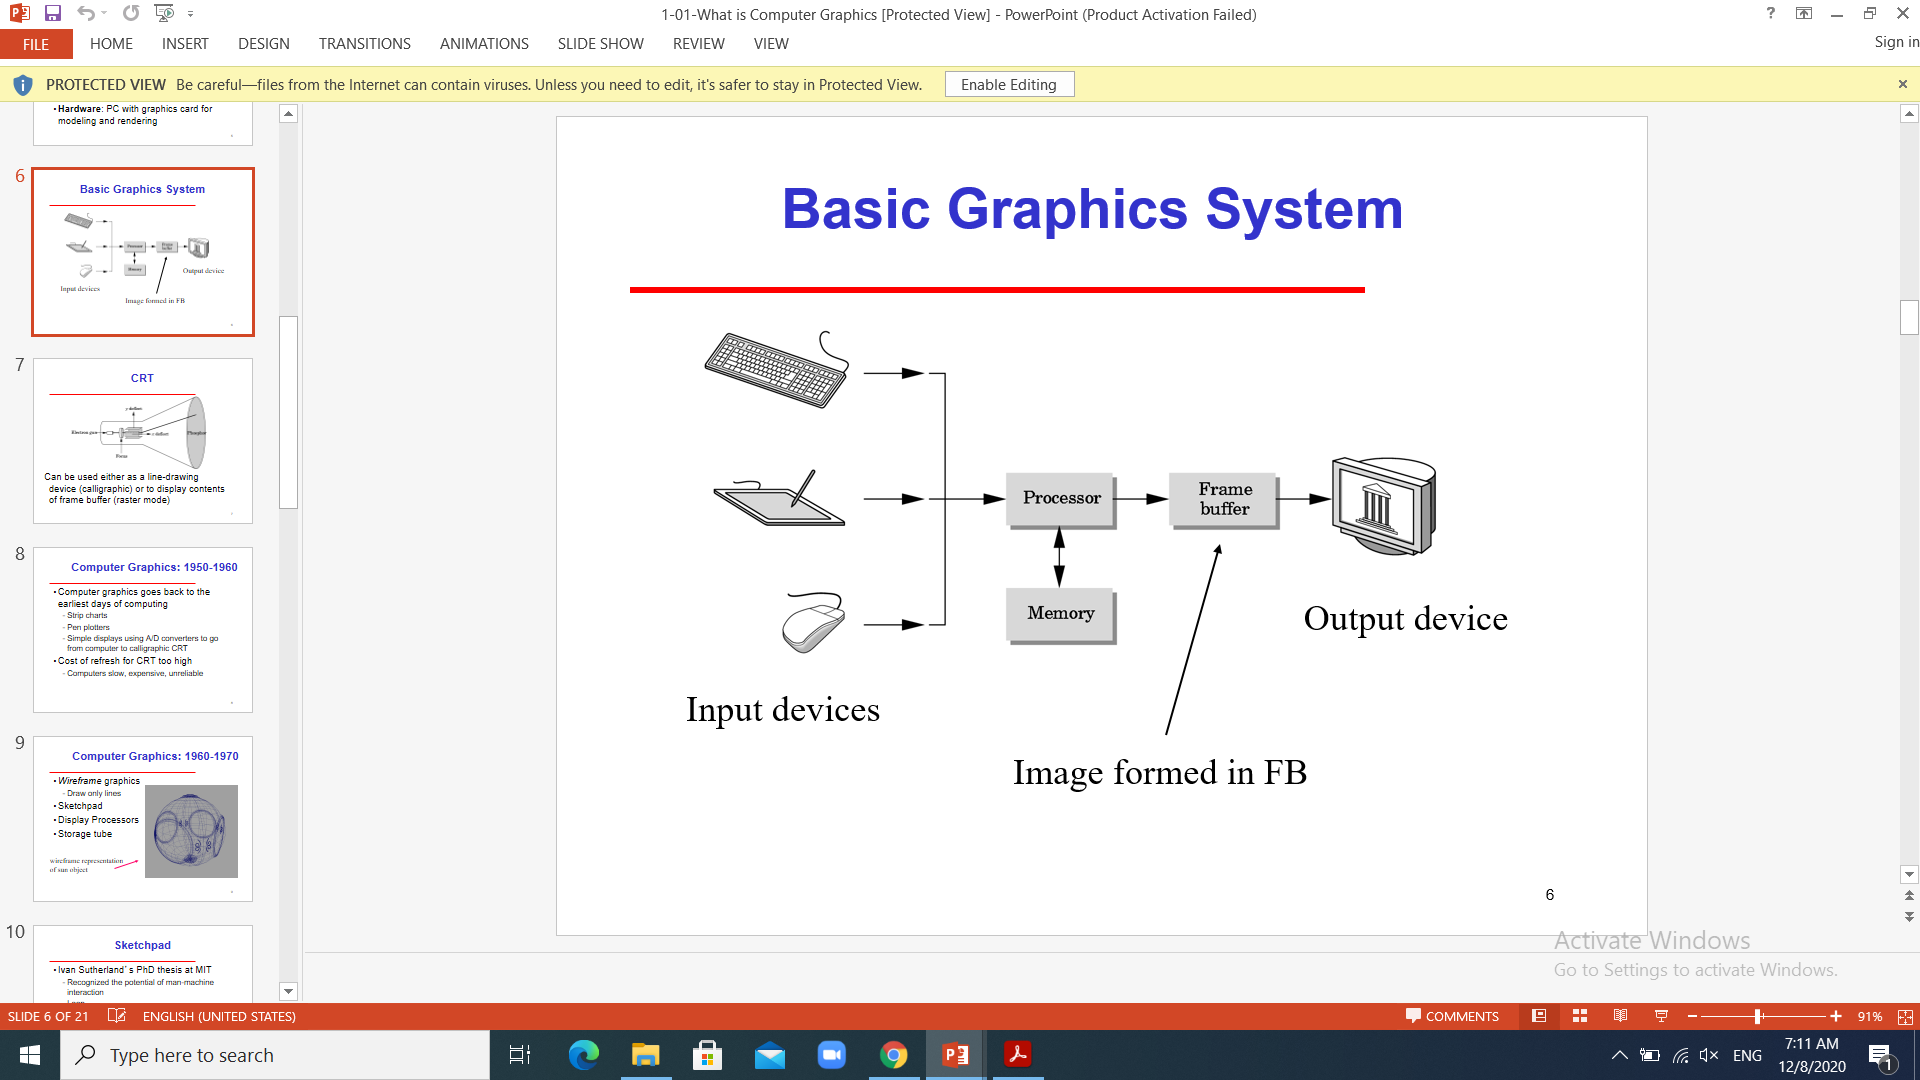 1-01-What is Computer Graphics [Protected View] - PowerPoint (Product Activation Failed)
FILE HOME INSERT DESIGN TRANSITIONS ANIMATIONS SLIDE SHOW REVIEW VIEW
Sign in
PROTECTED VIEW Be careful—files from the Internet can contain viruses. Unless you need to edit, it's safer to stay in Protected View. Enable Editing
• Hardware: PC with graphics card for
modeling and rendering
6
Basic Graphics System
Processor
Frame
buffer
Memory
Output device
Input devices
Image formed in FB
7
CRT
y deflect
Electron gun
x deflect
Phosphor
Focus
Can be used either as a line-drawing
device (calligraphic) or to display contents
of frame buffer (raster mode)
8
Computer Graphics: 1950-1960
• Computer graphics goes back to the
earliest days of computing
- Strip charts
- Pen plotters
- Simple displays using A/D converters to go
from computer to calligraphic CRT
• Cost of refresh for CRT too high
- Computers slow, expensive, unreliable
9
Computer Graphics: 1960-1970
• Wireframe graphics
- Draw only lines
• Sketchpad
• Display Processors
• Storage tube
wireframe representation
of sun object
10
Sketchpad
• Ivan Sutherland's PhD thesis at MIT
- Recognized the potential of man-machine
interaction
Basic Graphics System
Processor
Frame
buffer
Memory
Output device
Input devices
Image formed in FB
6
Activate Windows
Go to Settings to activate Windows.
SLIDE 6 OF 21 ENGLISH (UNITED STATES) COMMENTS 91%
Type here to search
ENG
7:11 AM
12/8/2020
1